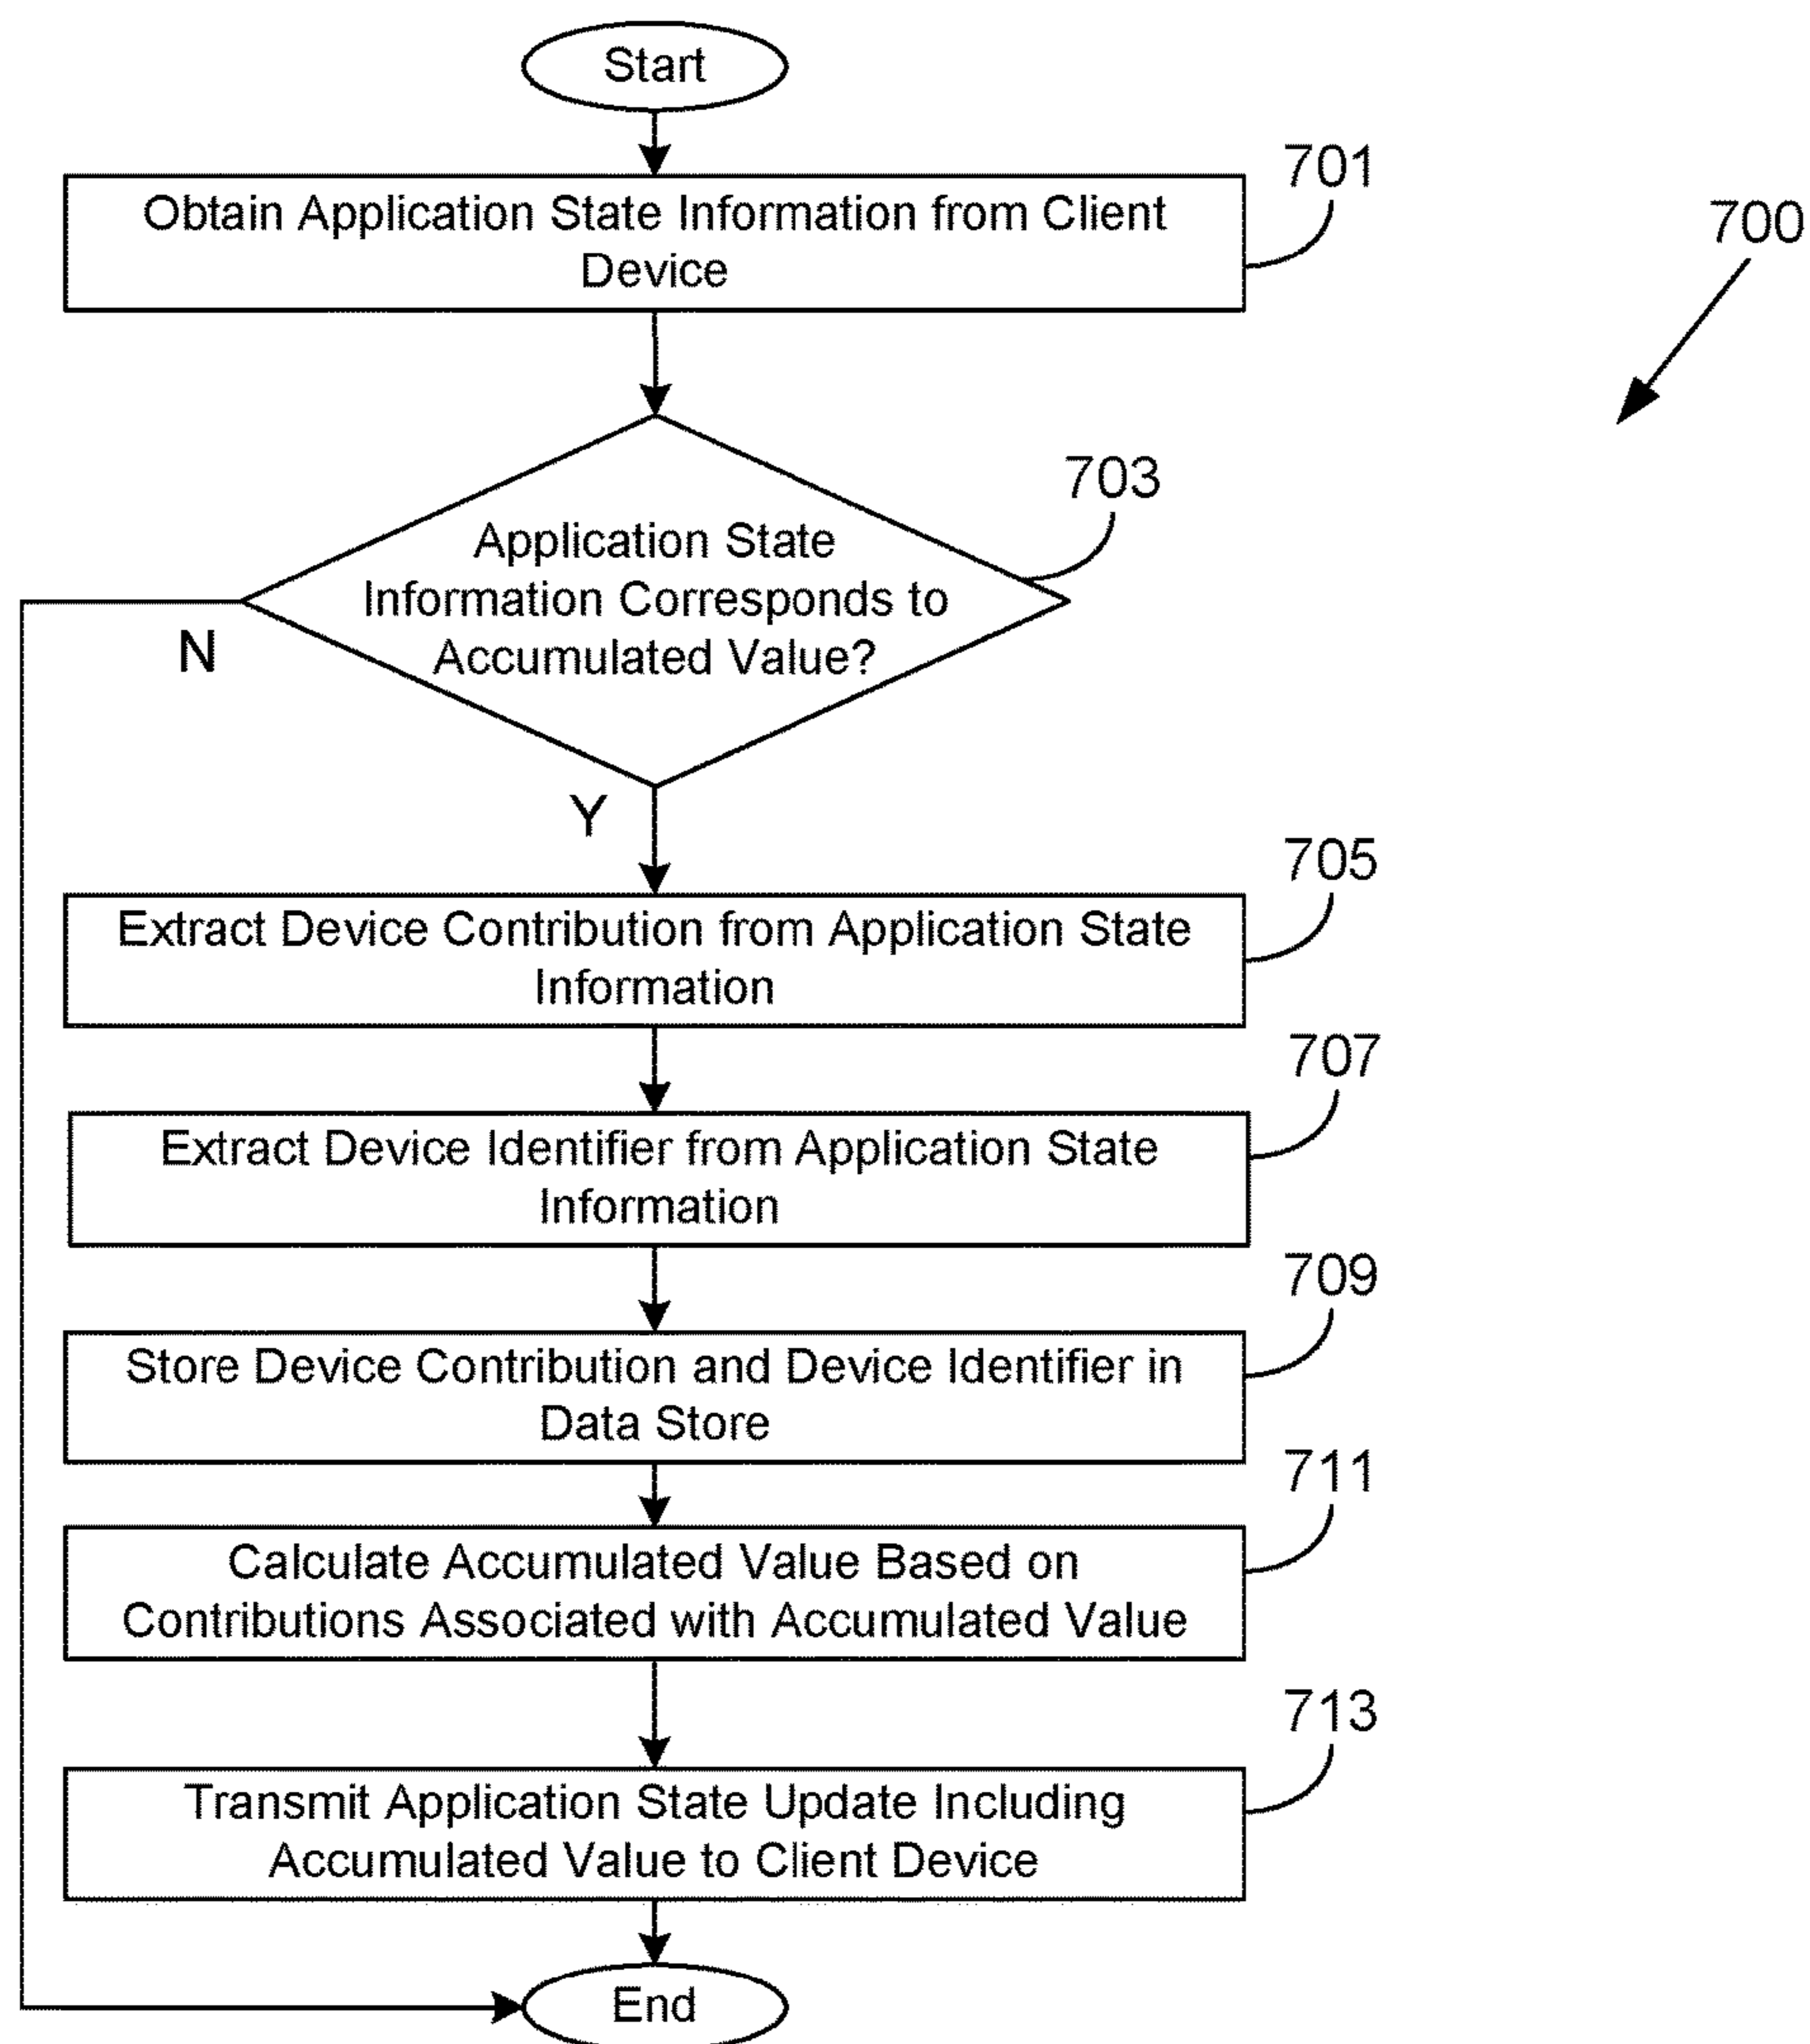 Start
701
Obtain Application State Information from Client
Device
700
703
Application State
Information Corresponds to
Accumulated Value?
N
Y
705
Extract Device Contribution from Application State
Information
707
Extract Device Identifier from Application State
Information
709
Store Device Contribution and Device Identifier in
Data Store
711
Calculate Accumulated Value Based on
Contributions Associated with Accumulated Value
713
Transmit Application State Update Including
Accumulated Value to Client Device
End